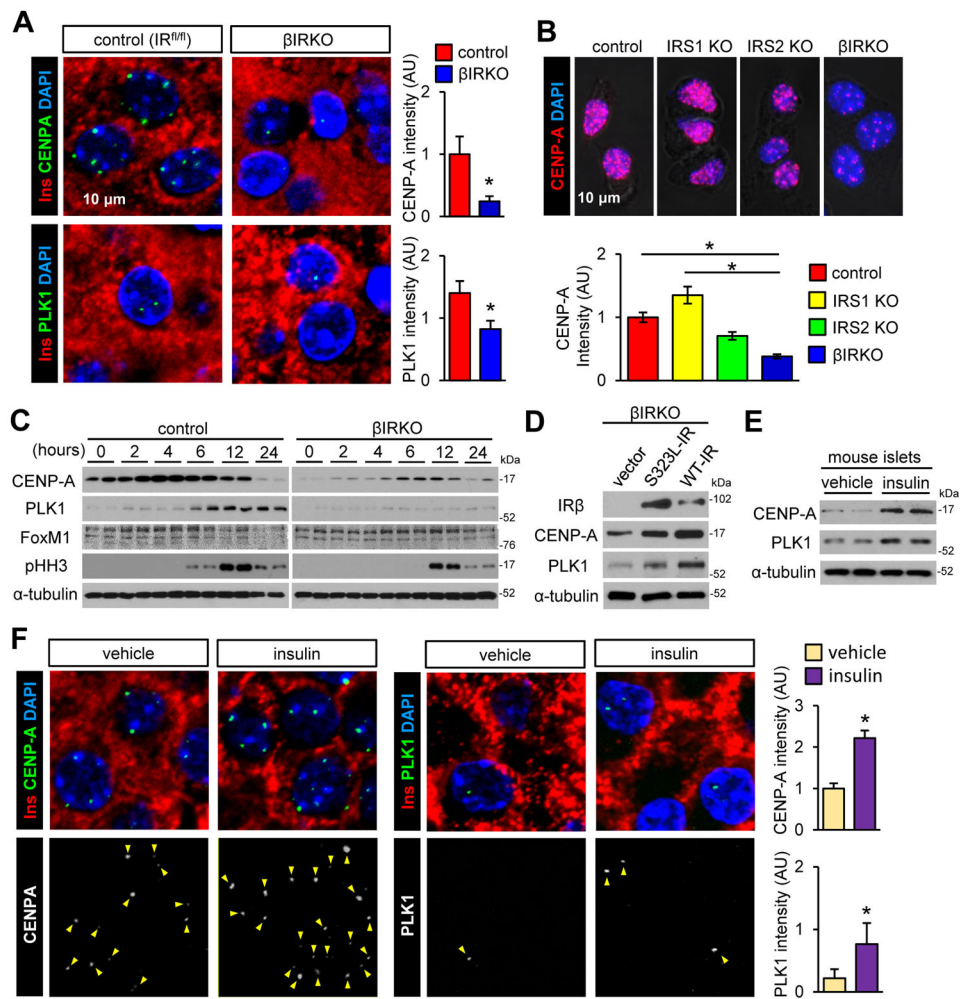 A
control (IRfl/fl)
βIRKO
Ins CENPA DAPI
10 µm
Ins PLK1 DAPI
control
βIRKO
CENP-A intensity (AU)
2
1
0
*
PLK1 intensity (AU)
2
1
0
*
B
control
IRS1 KO
IRS2 KO
βIRKO
CENP-A DAPI
10 µm
CENP-A
Intensity (AU)
2
1
0
*
*
control
IRS1 KO
IRS2 KO
βIRKO
C
control
βIRKO
(hours) 0 2 4 6 12 24 0 2 4 6 12 24
kDa
CENP-A
-17
PLK1
-52
FoxM1
-76
pHH3
-17
α-tubulin
-52
D
βIRKO
vector
S323L-IR
WT-IR
kDa
IRβ
-102
CENP-A
-17
PLK1
-52
α-tubulin
-52
E
mouse islets
vehicle insulin
kDa
CENP-A
-17
PLK1
-52
α-tubulin
-52
F
vehicle
insulin
vehicle
insulin
Ins CENP-A DAPI
CENPA
Ins PLK1 DAPI
PLK1
vehicle
insulin
CENP-A intensity (AU)
3
2
1
0
*
PLK1 intensity (AU)
2
1
0
*